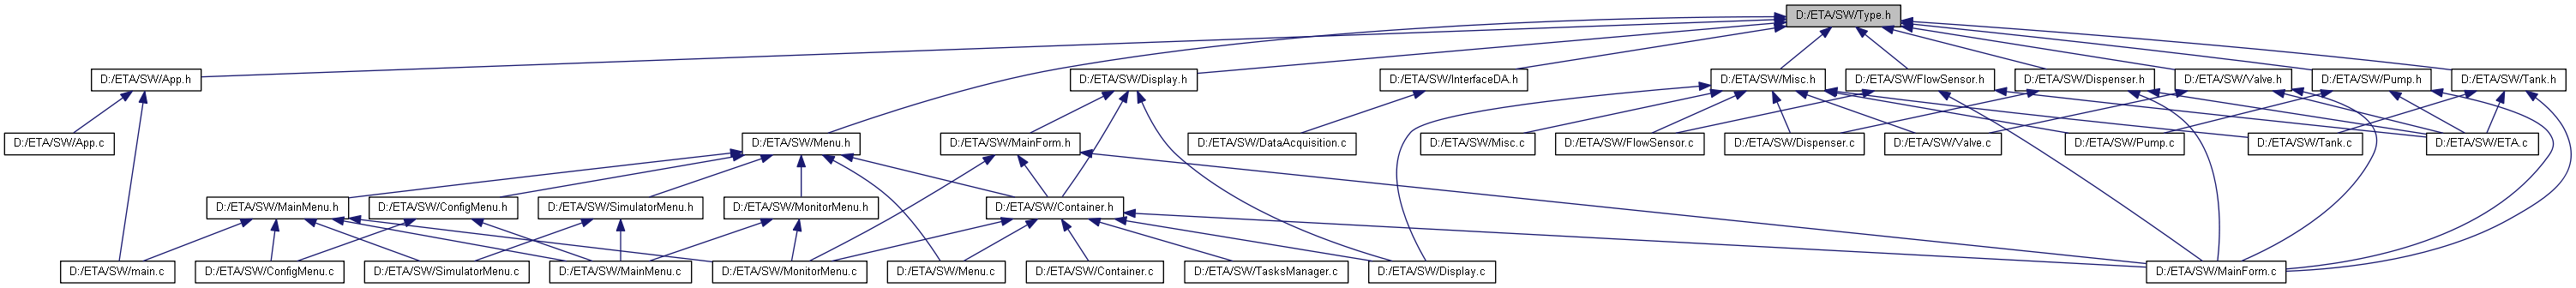 D:/ETA/SW/Type.h
D:/ETA/SW/App.h
D:/ETA/SW/Display.h
D:/ETA/SW/InterfaceDA.h
D:/ETA/SW/Misc.h
D:/ETA/SW/FlowSensor.h
D:/ETA/SW/Dispenser.h
D:/ETA/SW/Valve.h
D:/ETA/SW/Pump.h
D:/ETA/SW/Tank.h
D:/ETA/SW/App.c
D:/ETA/SW/Menu.h
D:/ETA/SW/MainForm.h
D:/ETA/SW/DataAcquisition.c
D:/ETA/SW/Misc.c
D:/ETA/SW/FlowSensor.c
D:/ETA/SW/Dispenser.c
D:/ETA/SW/Valve.c
D:/ETA/SW/Pump.c
D:/ETA/SW/Tank.c
D:/ETA/SW/ETA.c
D:/ETA/SW/MainMenu.h
D:/ETA/SW/ConfigMenu.h
D:/ETA/SW/SimulatorMenu.h
D:/ETA/SW/MonitorMenu.h
D:/ETA/SW/Container.h
D:/ETA/SW/main.c
D:/ETA/SW/ConfigMenu.c
D:/ETA/SW/SimulatorMenu.c
D:/ETA/SW/MainMenu.c
D:/ETA/SW/MonitorMenu.c
D:/ETA/SW/Menu.c
D:/ETA/SW/Container.c
D:/ETA/SW/TasksManager.c
D:/ETA/SW/Display.c
D:/ETA/SW/MainForm.c